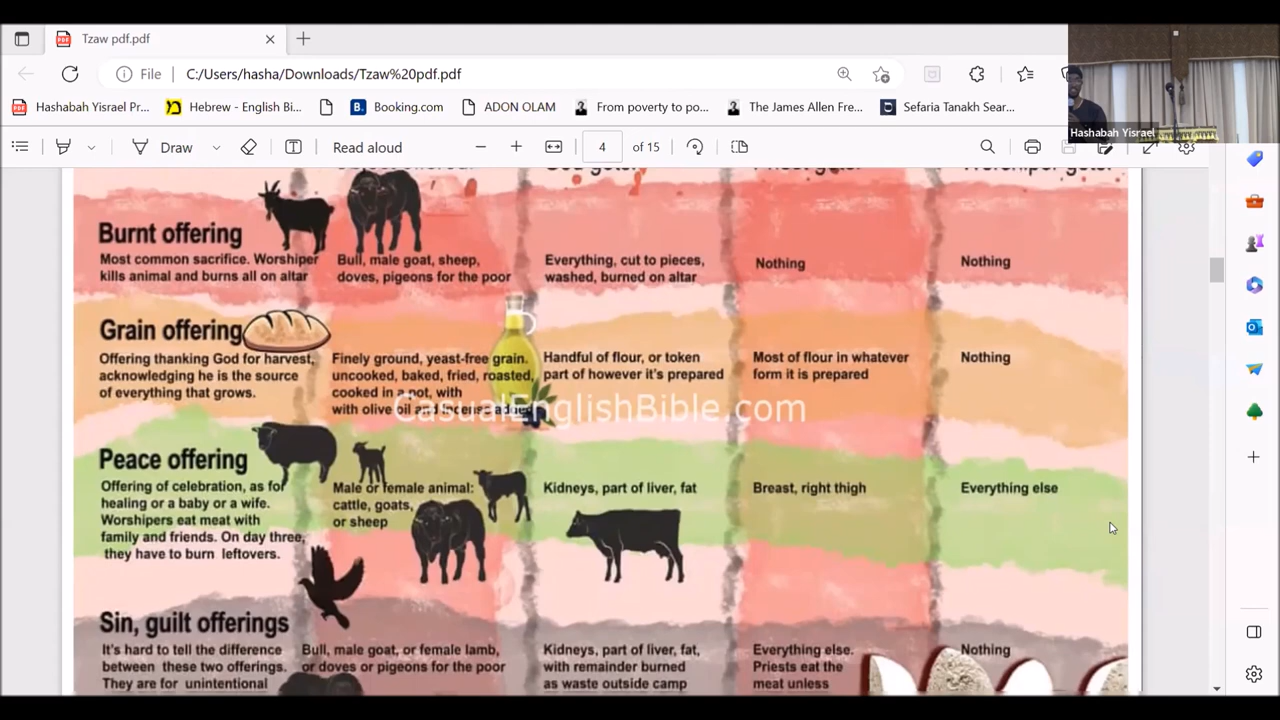 Tzaw pdf.pdf
File
C:/Users/hasha/Downloads/Tzaw%20pdf.pdf
Hashabah Yisrael Pr...
Hebrew - English Bi...
Booking.com
ADON OLAM
From poverty to po...
The James Allen Fre...
Sefaria Tanakh Sear...
Hashabah Yisrael
Draw
Read aloud
4
of 15
Burnt offering
Most common sacrifice. Worshiper
kills animal and burns all on altar
Bull, male goat, sheep,
doves, pigeons for the poor
Everything, cut to pieces,
washed, burned on altar
Nothing
Nothing
Grain offering
Offering thanking God for harvest,
acknowledging he is the source
of everything that grows.
Finely ground, yeast-free grain.
uncooked, baked, fried, roasted,
cooked in a pot, with
with olive oil and incense added
Handful of flour, or token
part of however it's prepared
Most of flour in whatever
form it is prepared
Nothing
CasualEnglishBible.com
Peace offering
Offering of celebration, as for
healing or a baby or a wife.
Worshipers eat meat with
family and friends. On day three,
they have to burn leftovers.
Male or female animal:
cattle, goats,
or sheep
Kidneys, part of liver, fat
Breast, right thigh
Everything else
Sin, guilt offerings
It's hard to tell the difference
between these two offerings.
They are for unintentional
Bull, male goat, or female lamb,
or doves or pigeons for the poor
Kidneys, part of liver, fat,
with remainder burned
as waste outside camp
Everything else.
Priests eat the
meat unless
Nothing